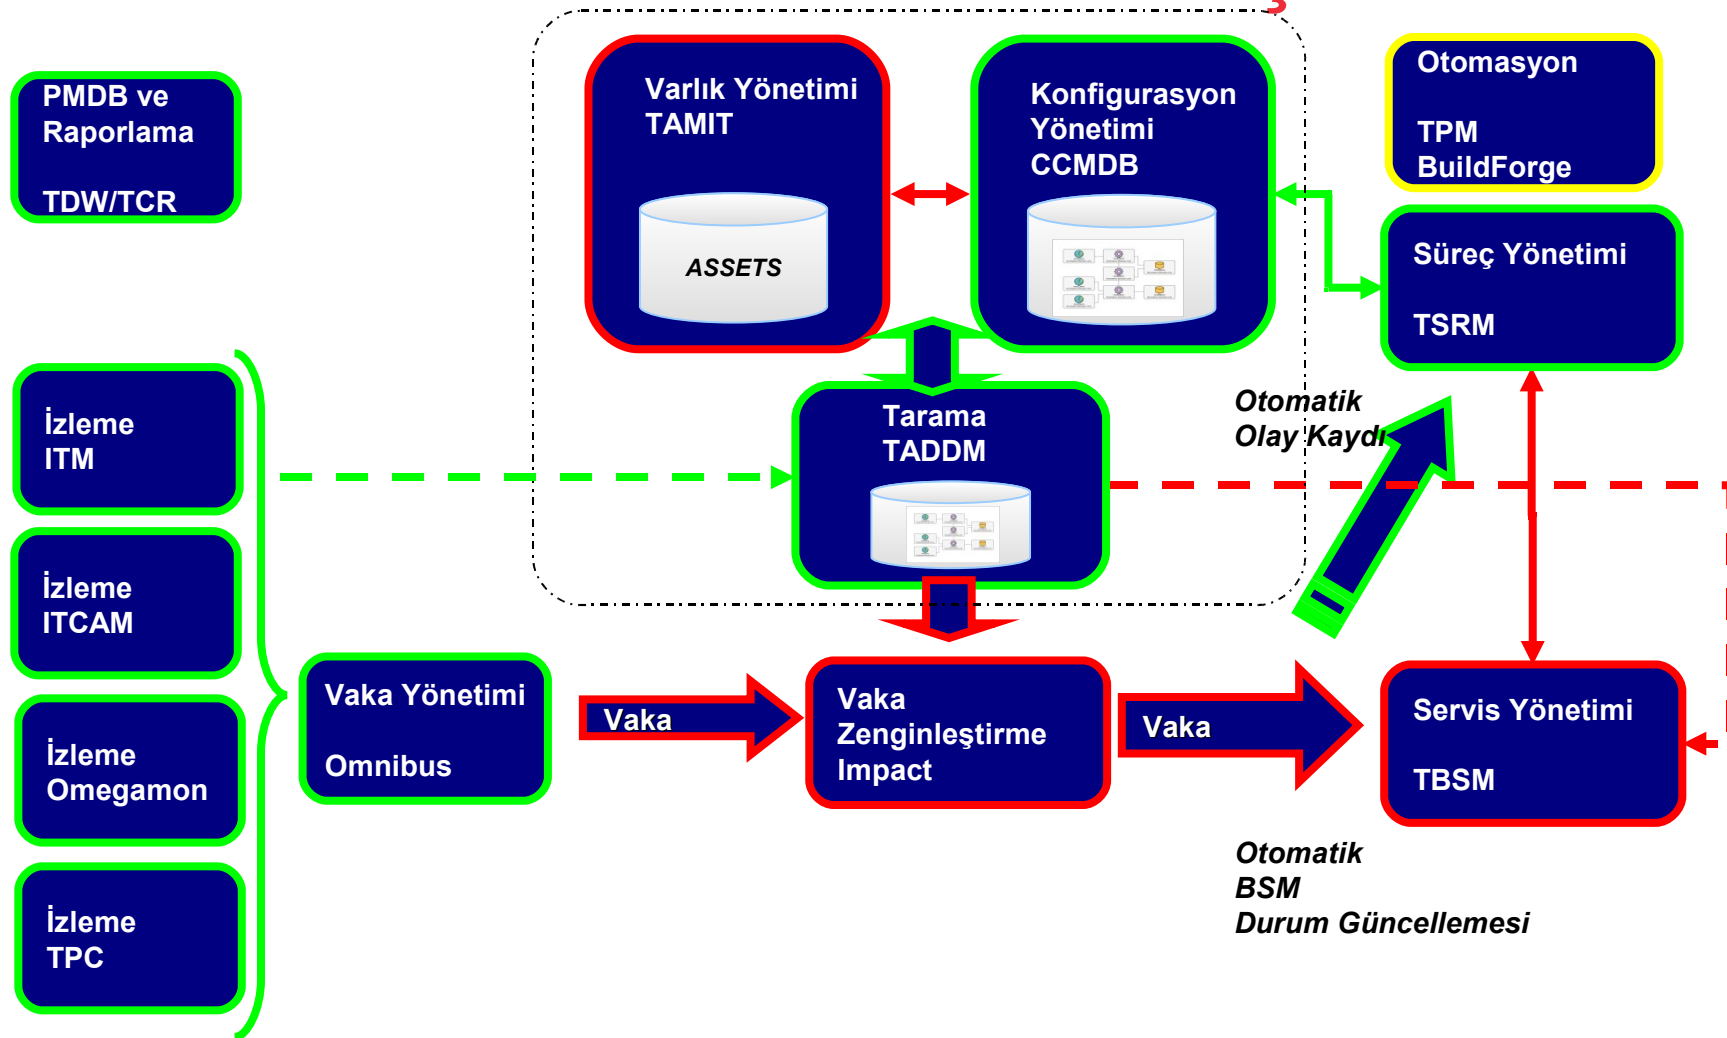 3
PMDB ve
Raporlama
TDW/TCR
Varlık Yönetimi
TAMIT
ASSETS
Konfigurasyon
Yönetimi
CCMDB
Otomasyon
TPM
BuildForge
Süreç Yönetimi
TSRM
İzleme
ITM
Tarama
TADDM
Otomatik
Olay Kaydı
İzleme
ITCAM
İzleme
Omegamon
İzleme
TPC
Vaka Yönetimi
Omnibus
Vaka
Vaka
Zenginleştirme
Impact
Vaka
Servis Yönetimi
TBSM
Otomatik
BSM
Durum Güncellemesi